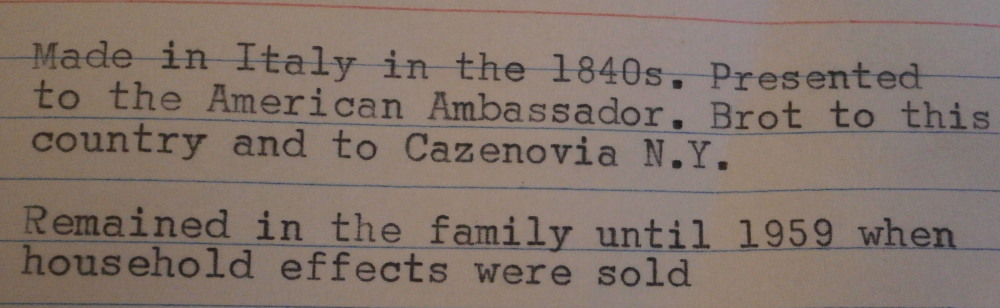 Made in Italy in the 1840s. Presented
to the American Ambassador. Brot to this
country and to Cazenovia N.Y.
Remained in the family until 1959 when
household effects were sold